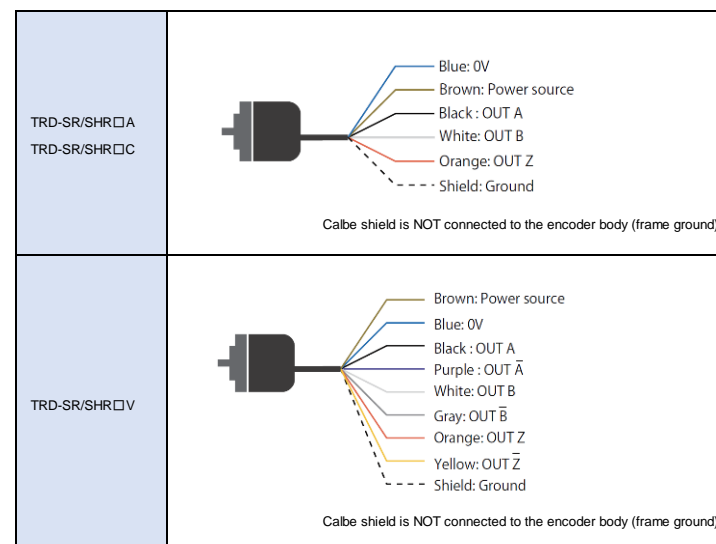 TRD-SR/SHR□A
TRD-SR/SHR□C
Blue: 0V
Brown: Power source
Black : OUT A
White: OUT B
Orange: OUT Z
Shield: Ground
Calbe shield is NOT connected to the encoder body (frame ground)
TRD-SR/SHR□V
Brown: Power source
Blue: 0V
Black : OUT A
Purple : OUT A̅
White: OUT B
Gray: OUT B̅
Orange: OUT Z
Yellow: OUT Z̅
Shield: Ground
Calbe shield is NOT connected to the encoder body (frame ground)